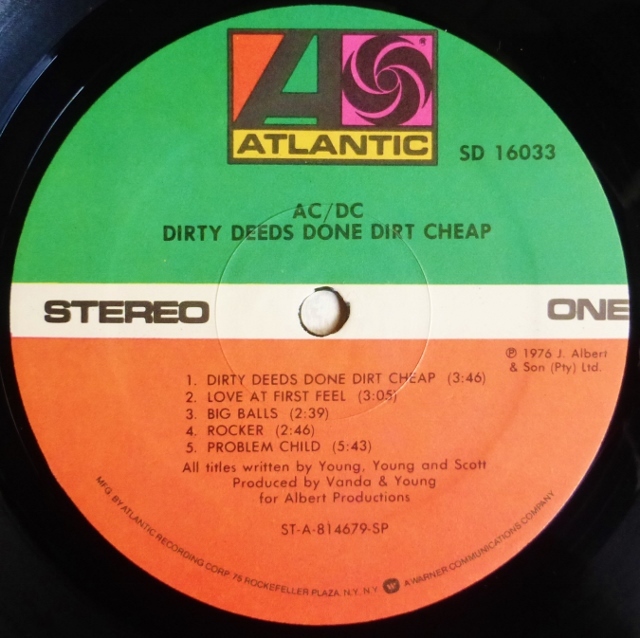 ATLANTIC
®
SD 16033
AC/DC
DIRTY DEEDS DONE DIRT CHEAP
STEREO
ONE
℗ 1976 J. Albert
& Son (Pty) Ltd.
1. DIRTY DEEDS DONE DIRT CHEAP (3:46)
2. LOVE AT FIRST FEEL (3:05)
3. BIG BALLS (2:39)
4. ROCKER (2:46)
5. PROBLEM CHILD (5:43)
All titles written by Young, Young and Scott
Produced by Vanda & Young
for Albert Productions
ST-A-814679-SP
MFG. BY ATLANTIC RECORDING CORP. 75 ROCKEFELLER PLAZA, N.Y., N.Y. A WARNER COMMUNICATIONS COMPANY